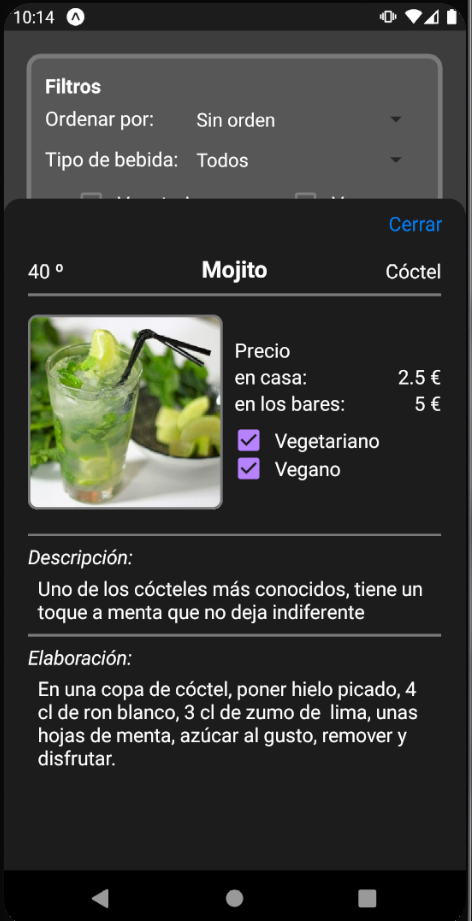 10:14
Filtros
Ordenar por: Sin orden
Tipo de bebida: Todos
Cerrar
40 º Mojito Cóctel
Precio
en casa: 2.5 €
en los bares: 5 €
Vegetariano
Vegano
Descripción:
Uno de los cócteles más conocidos, tiene un
toque a menta que no deja indiferente
Elaboración:
En una copa de cóctel, poner hielo picado, 4
cl de ron blanco, 3 cl de zumo de  lima, unas
hojas de menta, azúcar al gusto, remover y
disfrutar.